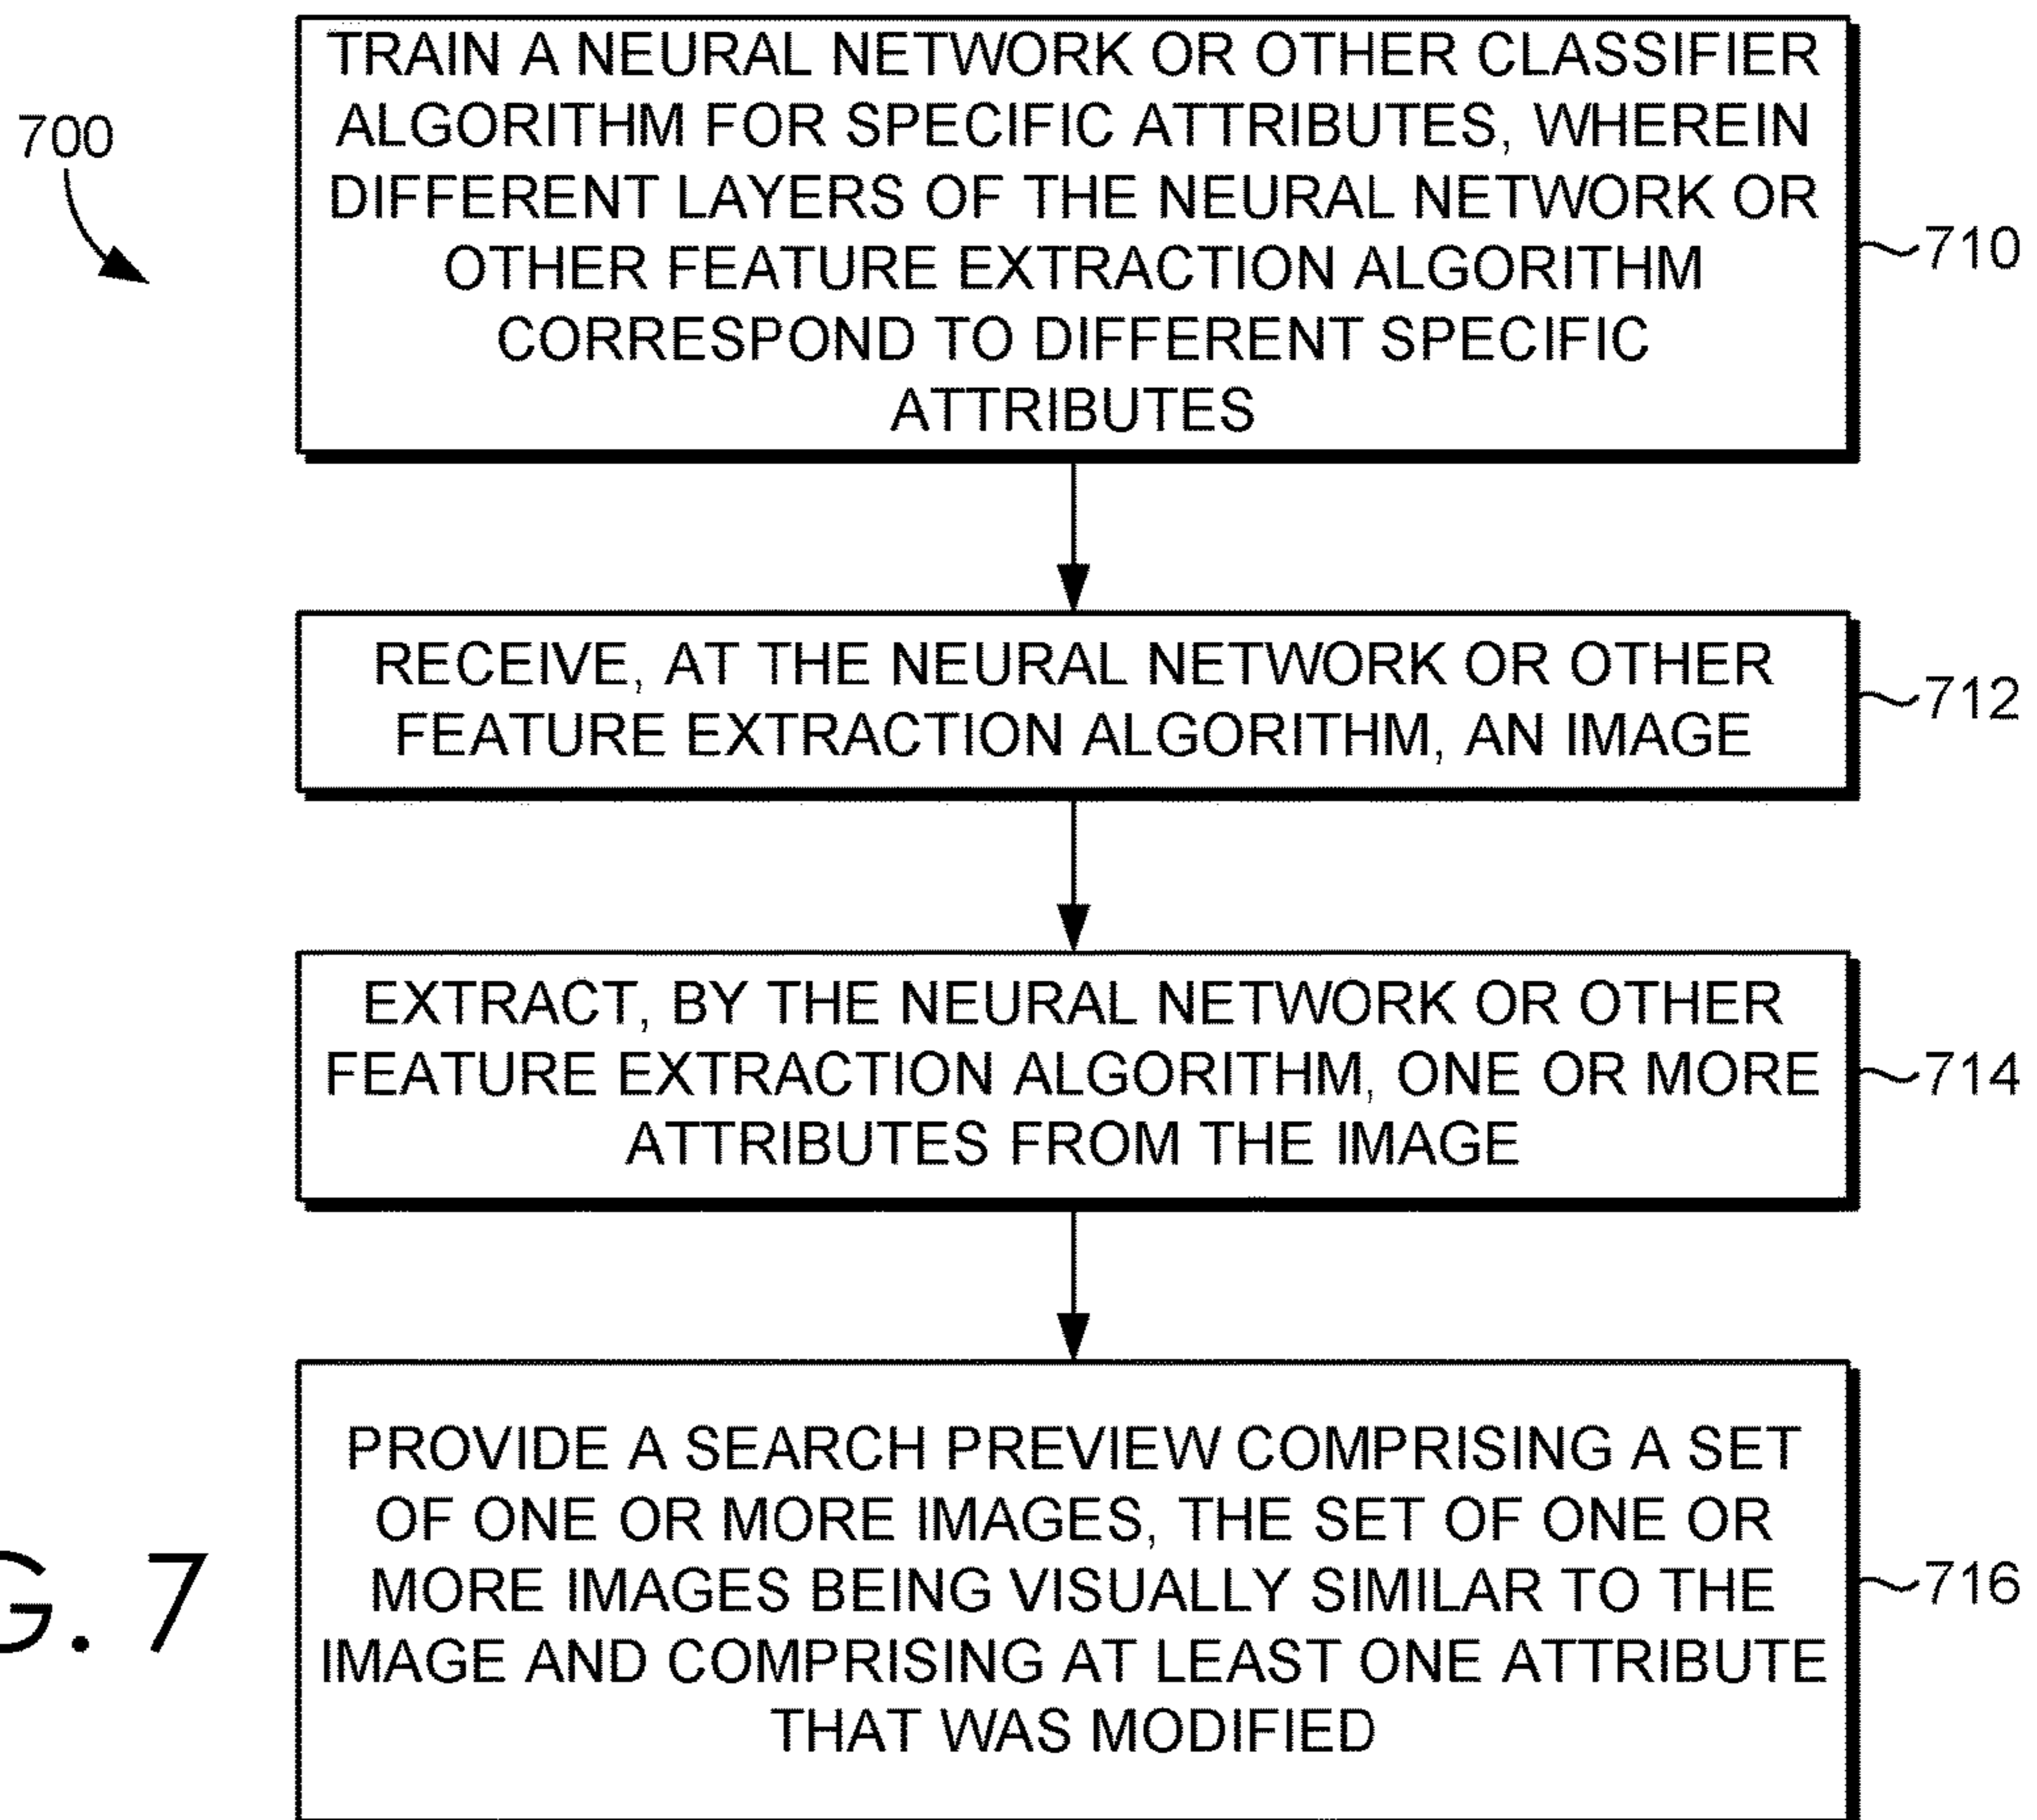 700
TRAIN A NEURAL NETWORK OR OTHER CLASSIFIER
ALGORITHM FOR SPECIFIC ATTRIBUTES, WHEREIN
DIFFERENT LAYERS OF THE NEURAL NETWORK OR
OTHER FEATURE EXTRACTION ALGORITHM
CORRESPOND TO DIFFERENT SPECIFIC
ATTRIBUTES
710
RECEIVE, AT THE NEURAL NETWORK OR OTHER
FEATURE EXTRACTION ALGORITHM, AN IMAGE
712
EXTRACT, BY THE NEURAL NETWORK OR OTHER
FEATURE EXTRACTION ALGORITHM, ONE OR MORE
ATTRIBUTES FROM THE IMAGE
714
PROVIDE A SEARCH PREVIEW COMPRISING A SET
OF ONE OR MORE IMAGES, THE SET OF ONE OR
MORE IMAGES BEING VISUALLY SIMILAR TO THE
IMAGE AND COMPRISING AT LEAST ONE ATTRIBUTE
THAT WAS MODIFIED
716
G.7